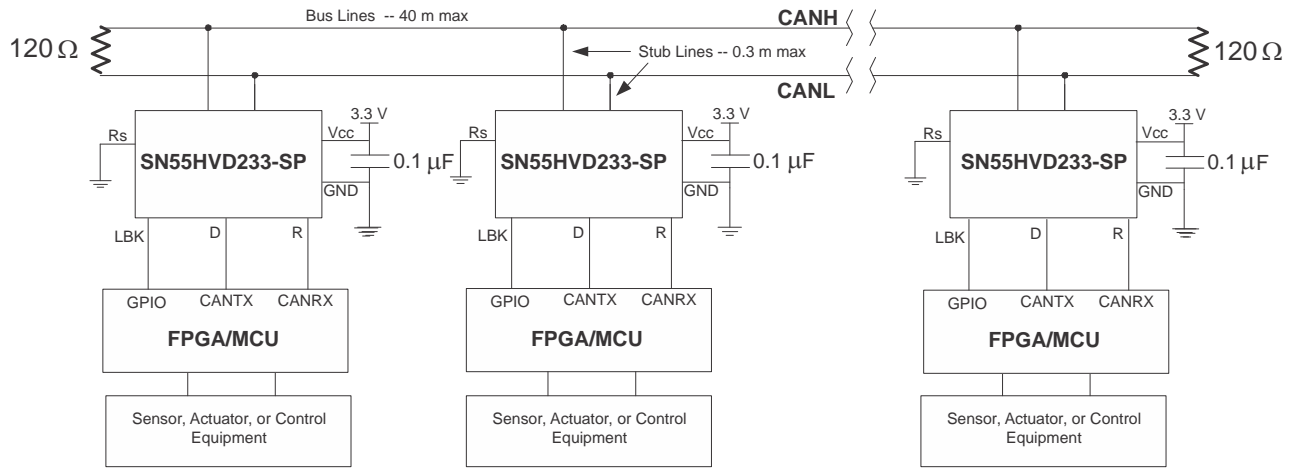 Bus Lines -- 40 m max
CANH
120 Ω
Stub Lines -- 0.3 m max
120 Ω
CANL
3.3 V
3.3 V
3.3 V
Rs
Vcc
Rs
Vcc
Rs
Vcc
SN55HVD233-SP
0.1 µF
SN55HVD233-SP
0.1 µF
SN55HVD233-SP
0.1 µF
GND
GND
GND
LBK
D
R
LBK
D
R
LBK
D
R
GPIO
CANTX
CANRX
GPIO
CANTX
CANRX
GPIO
CANTX
CANRX
FPGA/MCU
FPGA/MCU
FPGA/MCU
Sensor, Actuator, or Control
Equipment
Sensor, Actuator, or Control
Equipment
Sensor, Actuator, or Control
Equipment